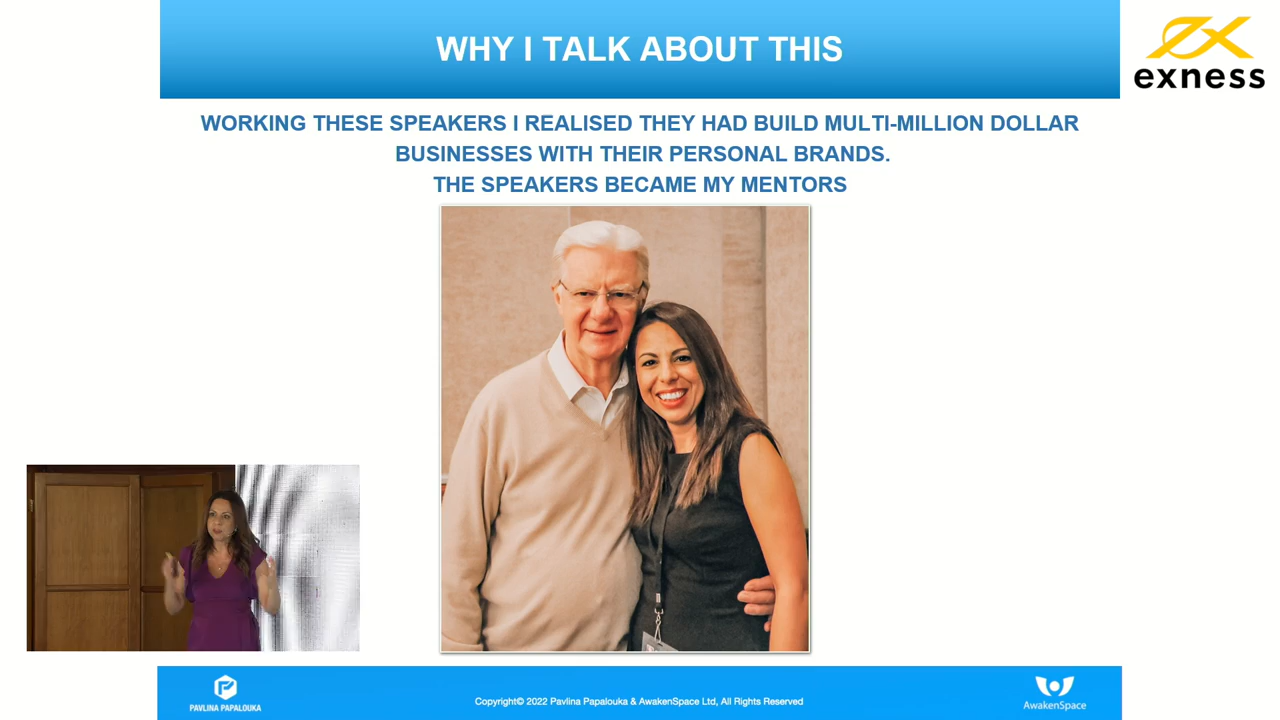 WHY I TALK ABOUT THIS
exness
WORKING THESE SPEAKERS I REALISED THEY HAD BUILD MULTI-MILLION DOLLAR
BUSINESSES WITH THEIR PERSONAL BRANDS.
THE SPEAKERS BECAME MY MENTORS
PAVLINA PAPALOUKA
Copyright© 2022 Pavlina Papalouka & AwakenSpace Ltd, All Rights Reserved
AwakenSpace